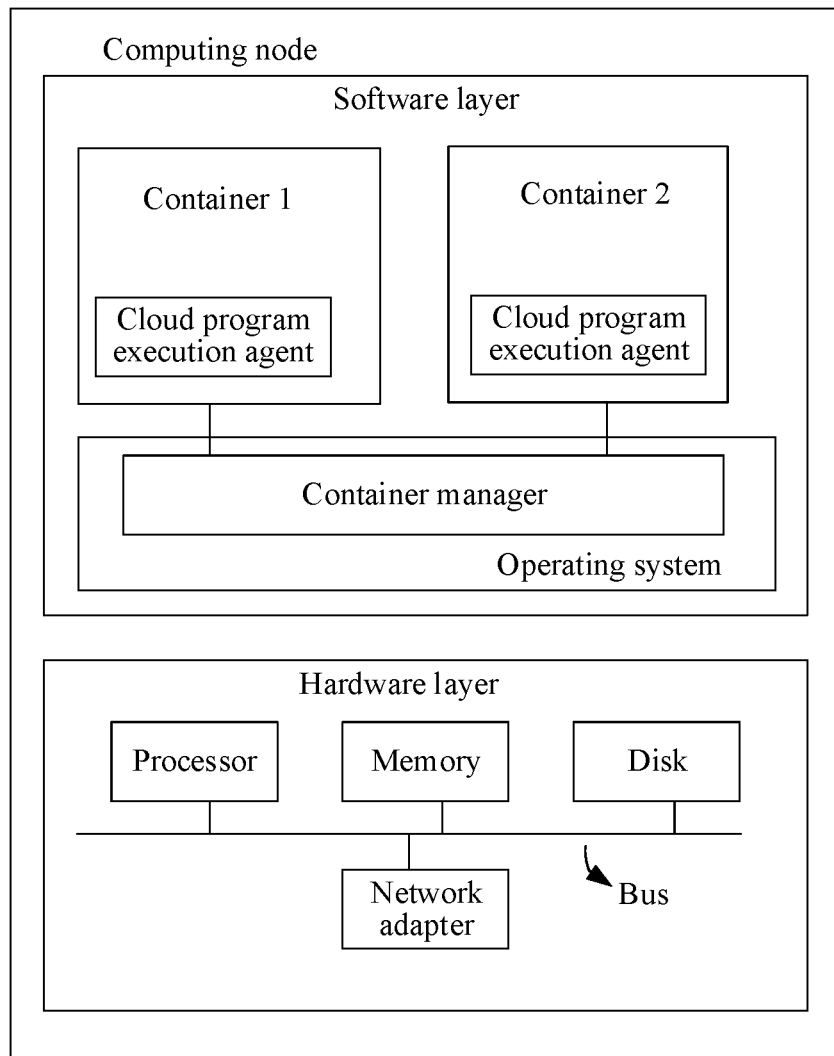 Computing node
Software layer
Container 1
Container 2
Cloud program
execution agent
Cloud program
execution agent
Container manager
Operating system
Hardware layer
Processor
Memory
Disk
Network
adapter
Bus